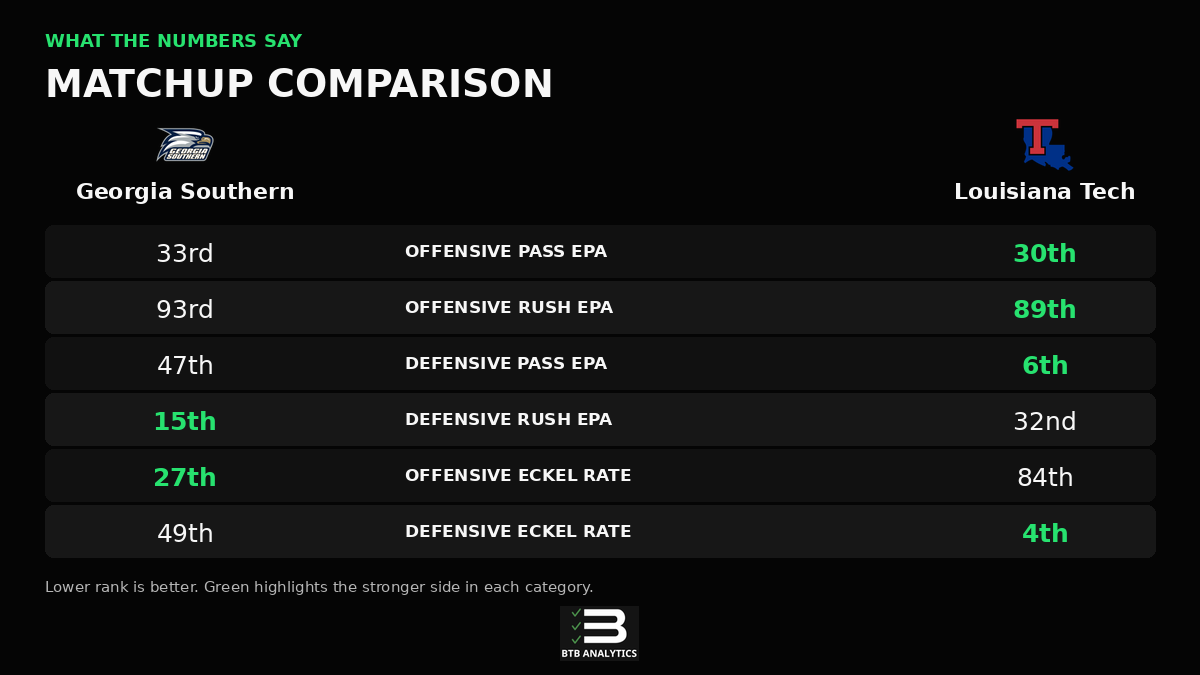 WHAT THE NUMBERS SAY
MATCHUP COMPARISON
GEORGIA
SOUTHERN
T
Georgia Southern
Louisiana Tech
33rd OFFENSIVE PASS EPA 30th
93rd OFFENSIVE RUSH EPA 89th
47th DEFENSIVE PASS EPA 6th
15th DEFENSIVE RUSH EPA 32nd
27th OFFENSIVE ECKEL RATE 84th
49th DEFENSIVE ECKEL RATE 4th
Lower rank is better. Green highlights the stronger side in each category.
B
BTB ANALYTICS